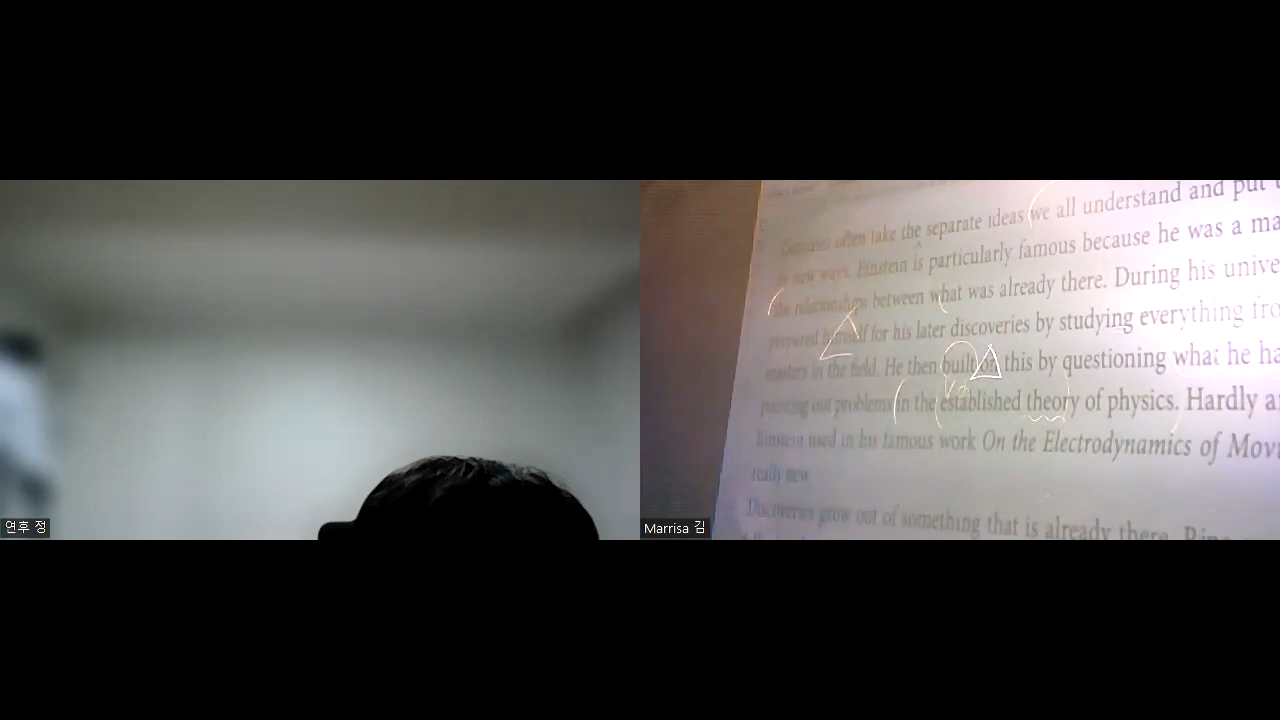 Geniuses often take the separate ideas we all understand and put
in new ways. Einstein is particularly famous because he was a ma
the relationships between what was already there. During his unive
prepared himself for his later discoveries by studying everything fro
masters in the field. He then built on this by questioning what he ha
pointing out problems in the established theory of physics. Hardly a
Einstein used in his famous work On the Electrodynamics of Movi
really new.
Discoveries grow out of something that is already there.
연후 정
Marrisa 김